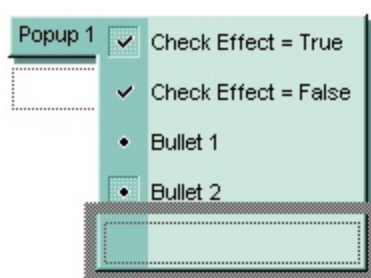 Popup 1
Check Effect = True
Check Effect = False
Bullet 1
Bullet 2